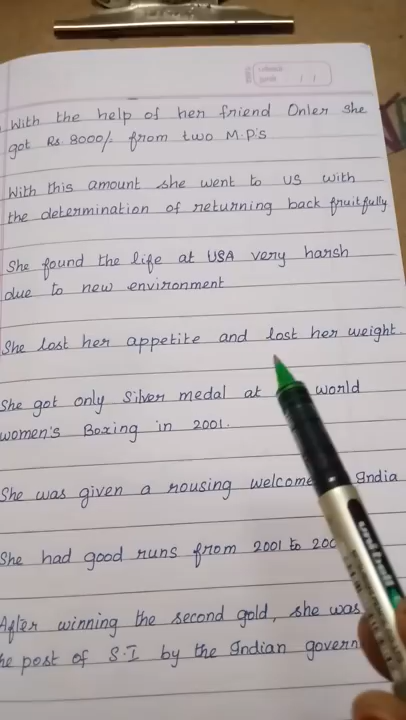 With the help of her friend Onler she
got Rs. 8000/- from two M.P's
With this amount she went to US with
the determination of returning back fruitfully
She found the life at USA very harsh
due to new environment
She lost her appetite and lost her weight.
She got only Silver medal at world
women's Boxing in 2001.
She was given a rousing welcome India
She had good runs from 2001 to 200
After winning the second gold, she was
he post of S.I by the Indian govern
uniball